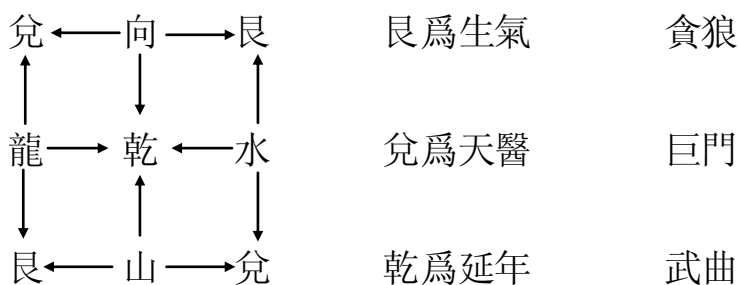 兌 向 艮 艮爲生氣 貪狼
龍 乾 水 兌爲天醫 巨門
艮 山 兌 乾爲延年 武曲